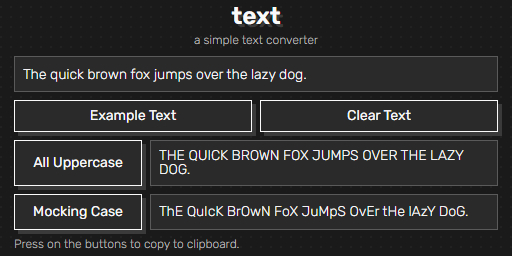 text
a simple text converter
The quick brown fox jumps over the lazy dog.
Example Text
Clear Text
All Uppercase
THE QUICK BROWN FOX JUMPS OVER THE LAZY
DOG.
Mocking Case
ThE QuIcK BrOwN FoX JuMpS OvEr tHe lAzY DoG.
Press on the buttons to copy to clipboard.